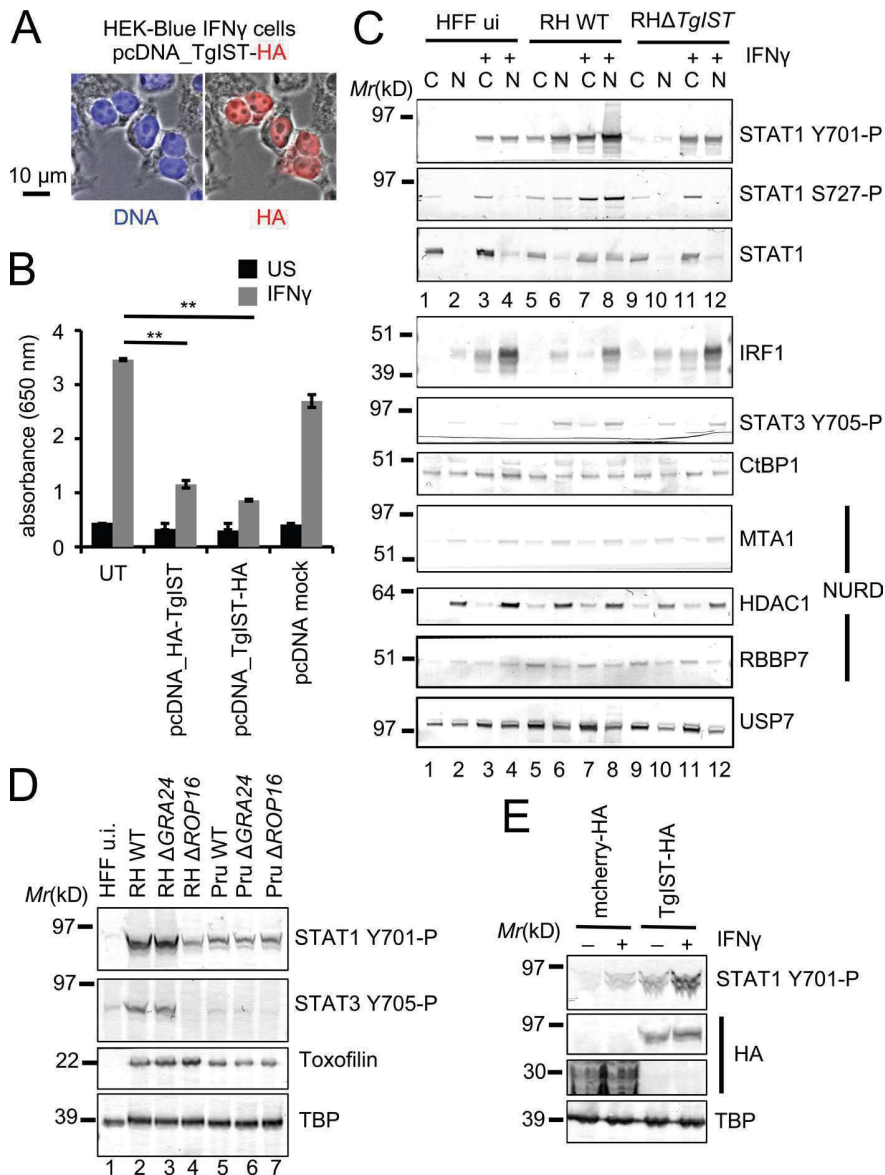 A
HEK-Blue IFNγ cells
pcDNA_TgIST-HA
10 µm
DNA
HA
B
US
IFNγ
**
**
absorbance (650 nm)
4
3
2
1
0
UT
pcDNA_HA-TgIST
pcDNA_TgIST-HA
pcDNA mock
C
HFF ui RH WT RHΔTgIST
+ + + + + + IFNγ
C N C N C N C N C N C N
Mr(kD)
97
STAT1 Y701-P
97
STAT1 S727-P
STAT1
1 2 3 4 5 6 7 8 9 10 11 12
51
39
IRF1
97
STAT3 Y705-P
51
CtBP1
97
51
MTA1
64
HDAC1
NURD
51
RBBP7
97
USP7
1 2 3 4 5 6 7 8 9 10 11 12
D
HFF u.i.
RH WT
RH ΔGRA24
RH ΔROP16
Pru WT
Pru ΔGRA24
Pru ΔROP16
Mr(kD)
97
STAT1 Y701-P
97
STAT3 Y705-P
22
Toxofilin
39
TBP
1 2 3 4 5 6 7
E
mcherry-HA
TgIST-HA
Mr(kD)
– + – + IFNγ
97
STAT1 Y701-P
97
HA
30
39
TBP